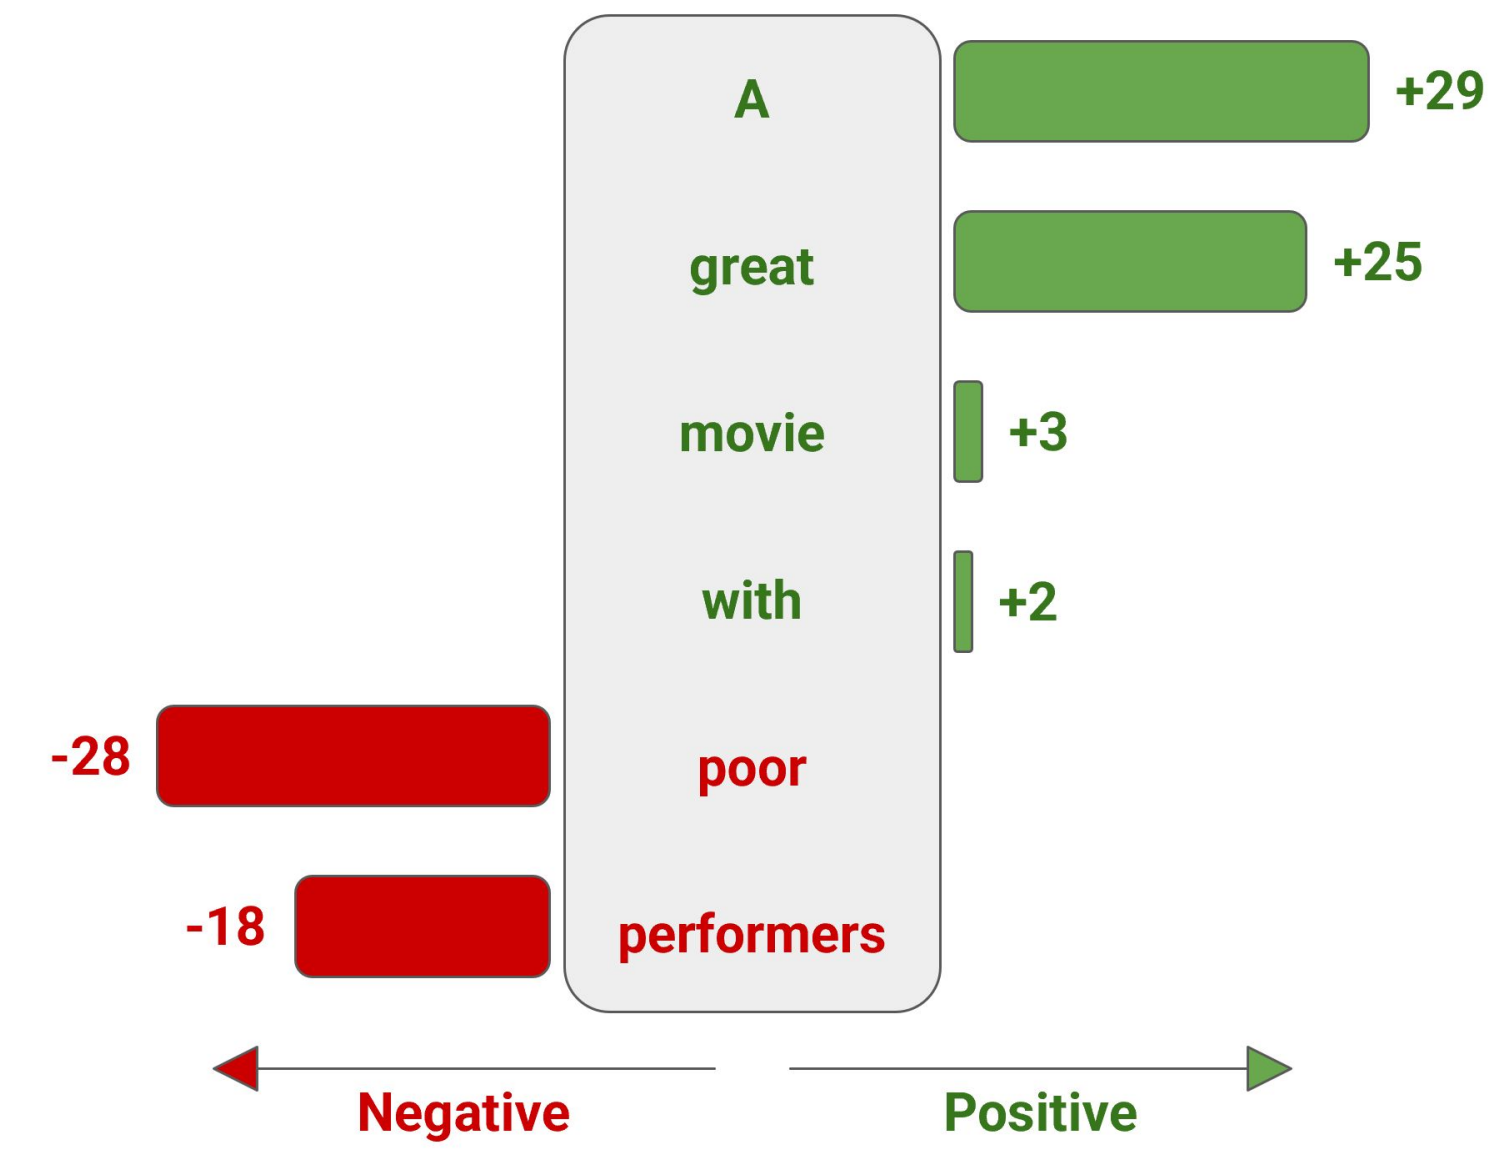 A +29
great +25
movie +3
with +2
-28 poor
-18 performers
Negative Positive